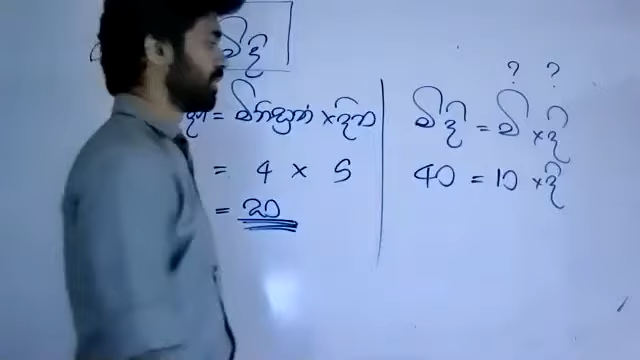 මිදි
= මිනිසුන් × දින
= 4 × 5
= 20
? ?
මිදි = මි × දි
40 = 10 × දි